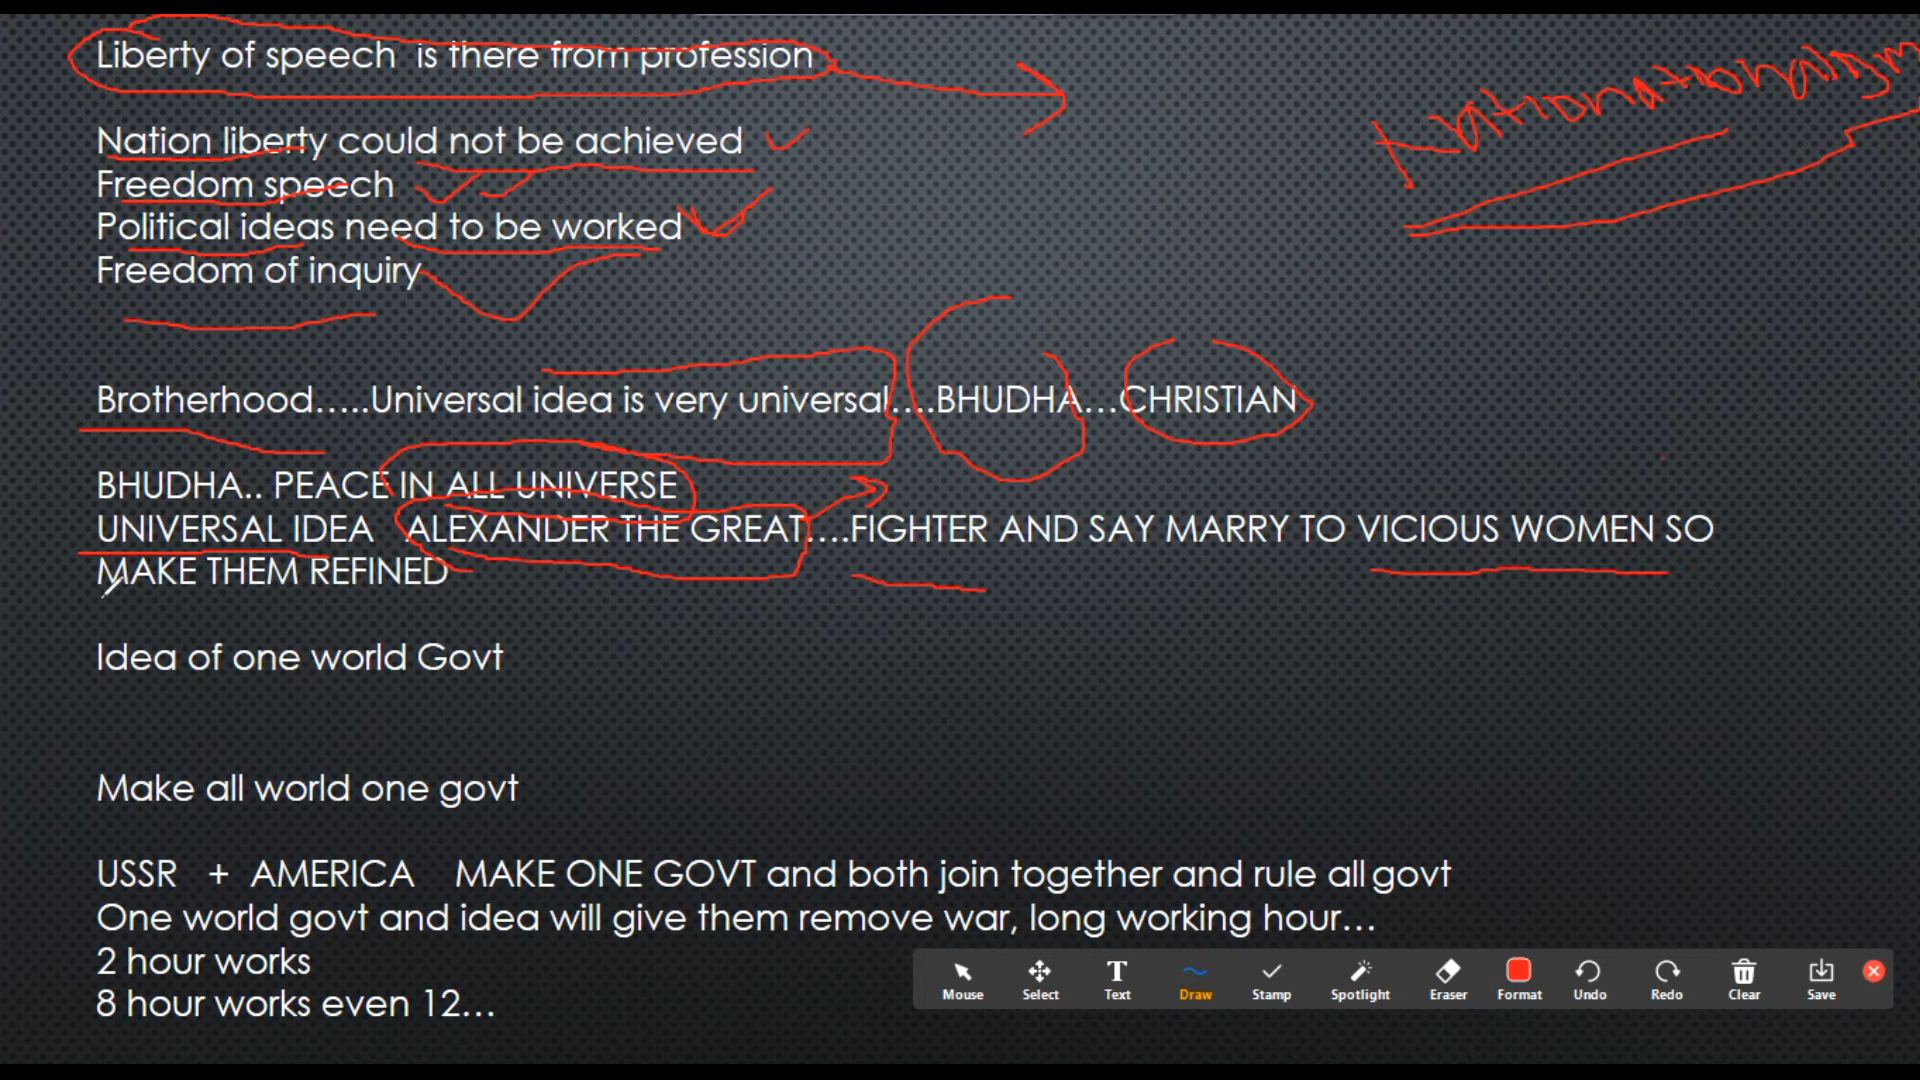 Liberty of speech is there from profession
Nation liberty could not be achieved
Freedom speech
Political ideas need to be worked
Freedom of inquiry
Brotherhood.....Universal idea is very universal....BHUDHA...CHRISTIAN
BHUDHA.. PEACE IN ALL UNIVERSE
UNIVERSAL IDEA .ALEXANDER THE GREAT....FIGHTER AND SAY MARRY TO VICIOUS WOMEN SO
MAKE THEM REFINED
Idea of one world Govt
Make all world one govt
USSR + AMERICA MAKE ONE GOVT and both join together and rule all govt
One world govt and idea will give them remove war, long working hour...
2 hour works
8 hour works even 12...
Mouse Select Text Draw Stamp Spotlight Eraser Format Undo Redo Clear Save